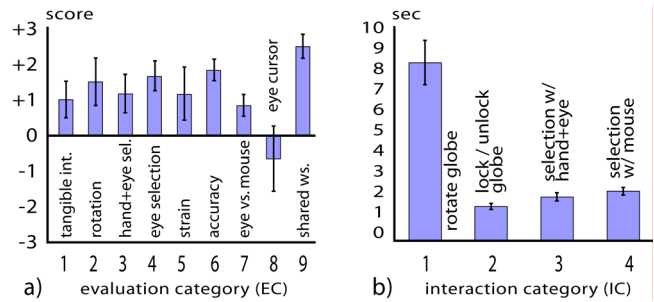 score
+3
+2
+1
0
-1
-2
-3
tangible int.
rotation
hand+eye sel.
eye selection
strain
accuracy
eye vs. mouse
eye cursor
shared ws.
1 2 3 4 5 6 7 8 9
a) evaluation category (EC)
sec
10
9
8
7
6
5
4
3
2
1
0
rotate globe
lock / unlock
globe
selection w/
hand+eye
selection
w/ mouse
1 2 3 4
b) interaction category (IC)